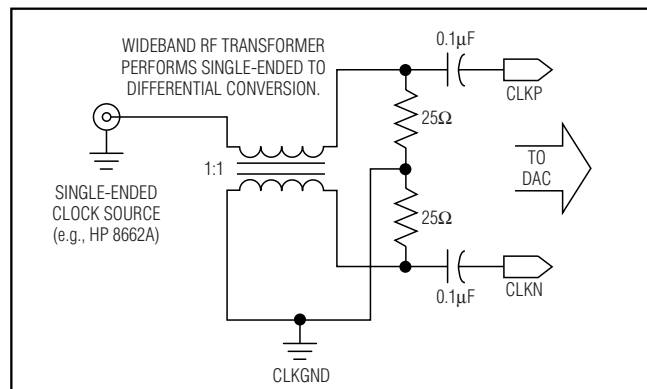 WIDEBAND RF TRANSFORMER
PERFORMS SINGLE-ENDED TO
DIFFERENTIAL CONVERSION.
0.1µF
CLKP
25Ω
1:1
TO
DAC
SINGLE-ENDED
CLOCK SOURCE
(e.g., HP 8662A)
25Ω
0.1µF
CLKN
CLKGND